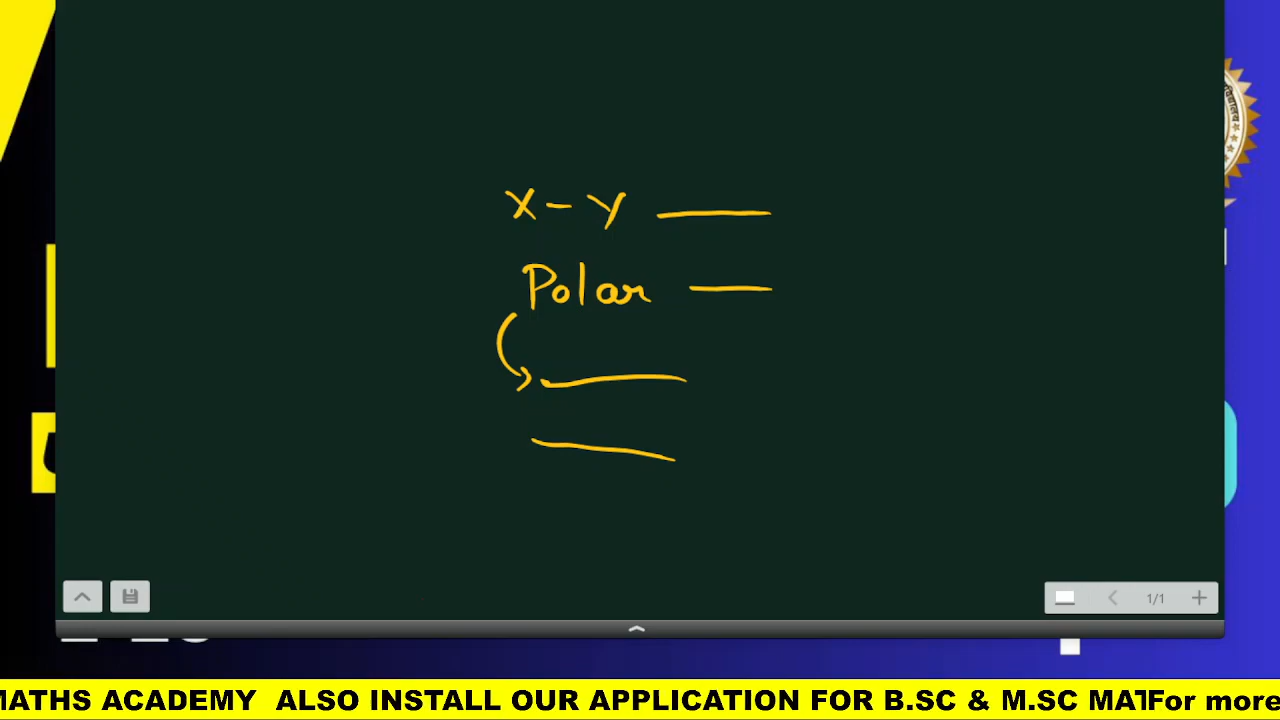 X - Y
Polar
1/1
MATHS ACADEMY ALSO INSTALL OUR APPLICATION FOR B.SC & M.SC MAT For more